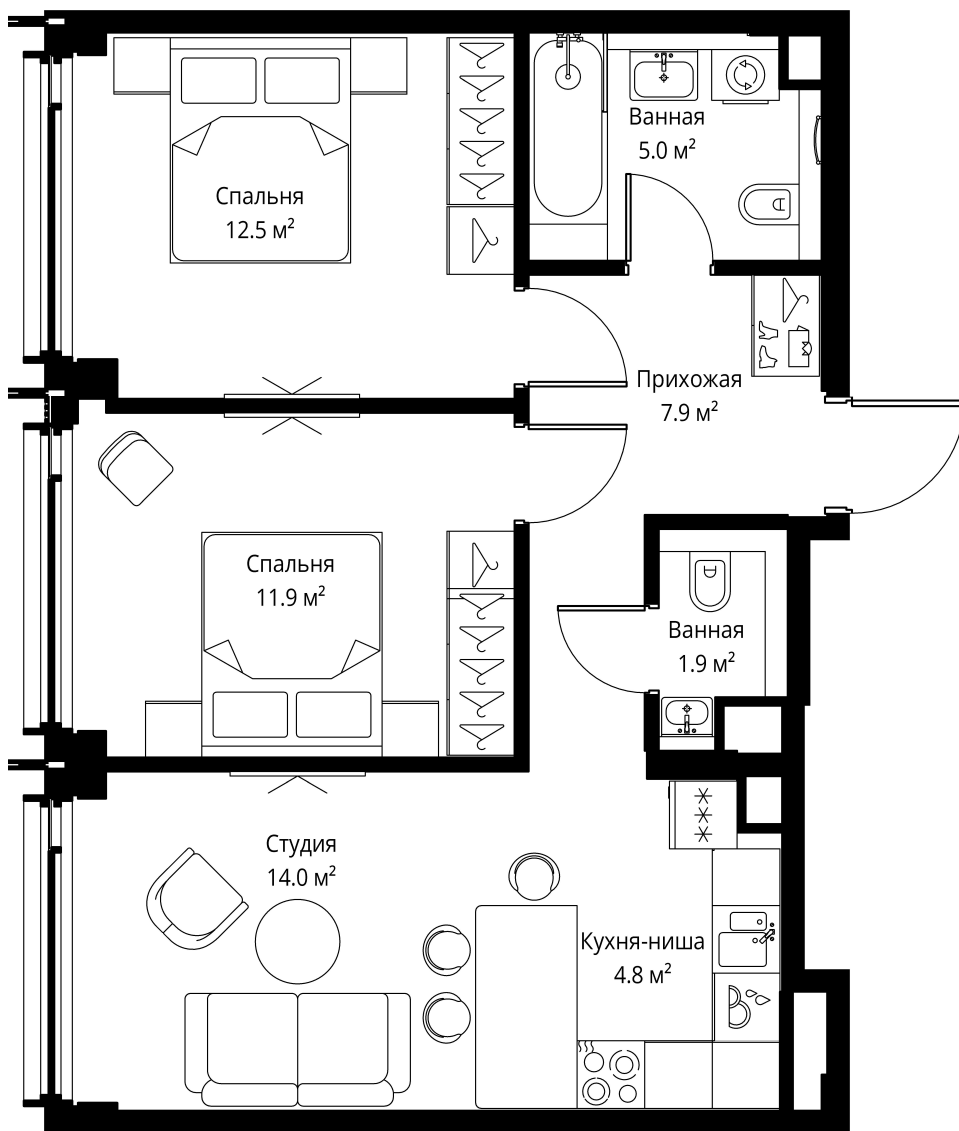 Ванная
5.0 м²
Спальня
12.5 м²
Прихожая
7.9 м²
Спальня
11.9 м²
Ванная
1.9 м²
Студия
14.0 м²
Кухня-ниша
4.8 м²